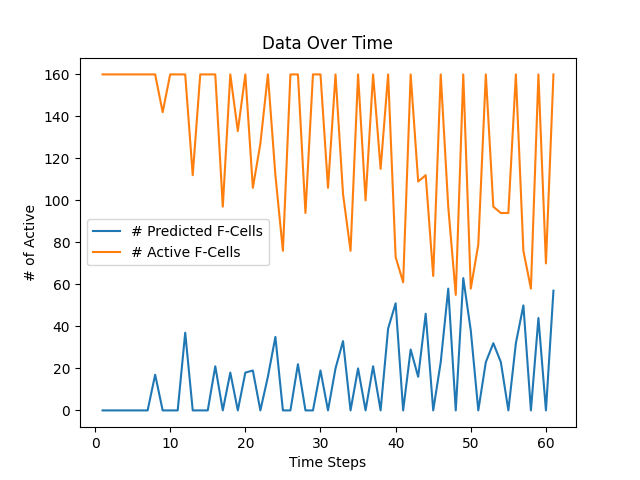 Data Over Time
160
140
120
100
80
60
40
20
0
# of Active
# Predicted F-Cells
# Active F-Cells
0 10 20 30 40 50 60
Time Steps